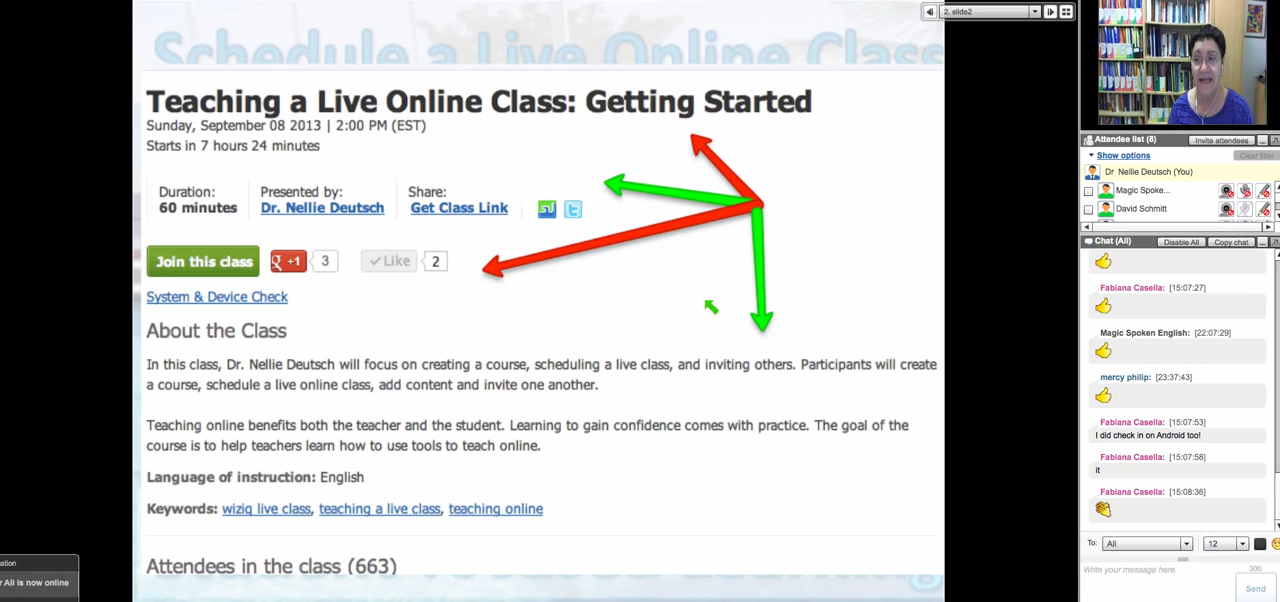 Schedule a Live Online Class
Teaching a Live Online Class: Getting Started
Sunday, September 08 2013 | 2:00 PM (EST)
Starts in 7 hours 24 minutes
Duration:
60 minutes
Presented by:
Dr. Nellie Deutsch
Share:
Get Class Link
Join this class
+1
3
Like
2
System & Device Check
About the Class
In this class, Dr. Nellie Deutsch will focus on creating a course, scheduling a live class, and inviting others. Participants will create
a course, schedule a live online class, add content and invite one another.
Teaching online benefits both the teacher and the student. Learning to gain confidence comes with practice. The goal of the
course is to help teachers learn how to use tools to teach online.
Language of instruction: English
Keywords: wiziq live class, teaching a live class, teaching online
Attendees in the class (663)
ation
r All is now online
2. slide2
Attendee list (8)
Invite attendees
Show options
Clear filter
Dr Nellie Deutsch (You)
Magic Spoke...
David Schmitt
Chat (All)
Disable All
Copy chat
Fabiana Casella: [15:07:27]
Magic Spoken English: [22:07:29]
mercy philip: [23:37:43]
Fabiana Casella: [15:07:53]
I did check in on Android too!
Fabiana Casella: [15:07:58]
it
Fabiana Casella: [15:08:36]
To:
All
12
Write your message here.
300
Send